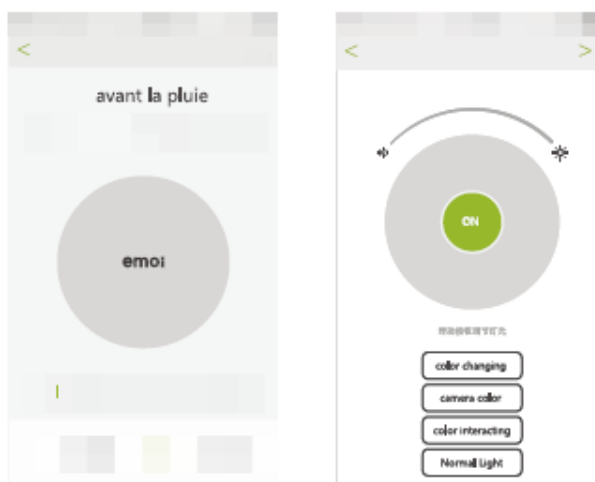 <
avant la pluie
emoi
< >
ON
color changing
camera color
color interacting
Normal Light